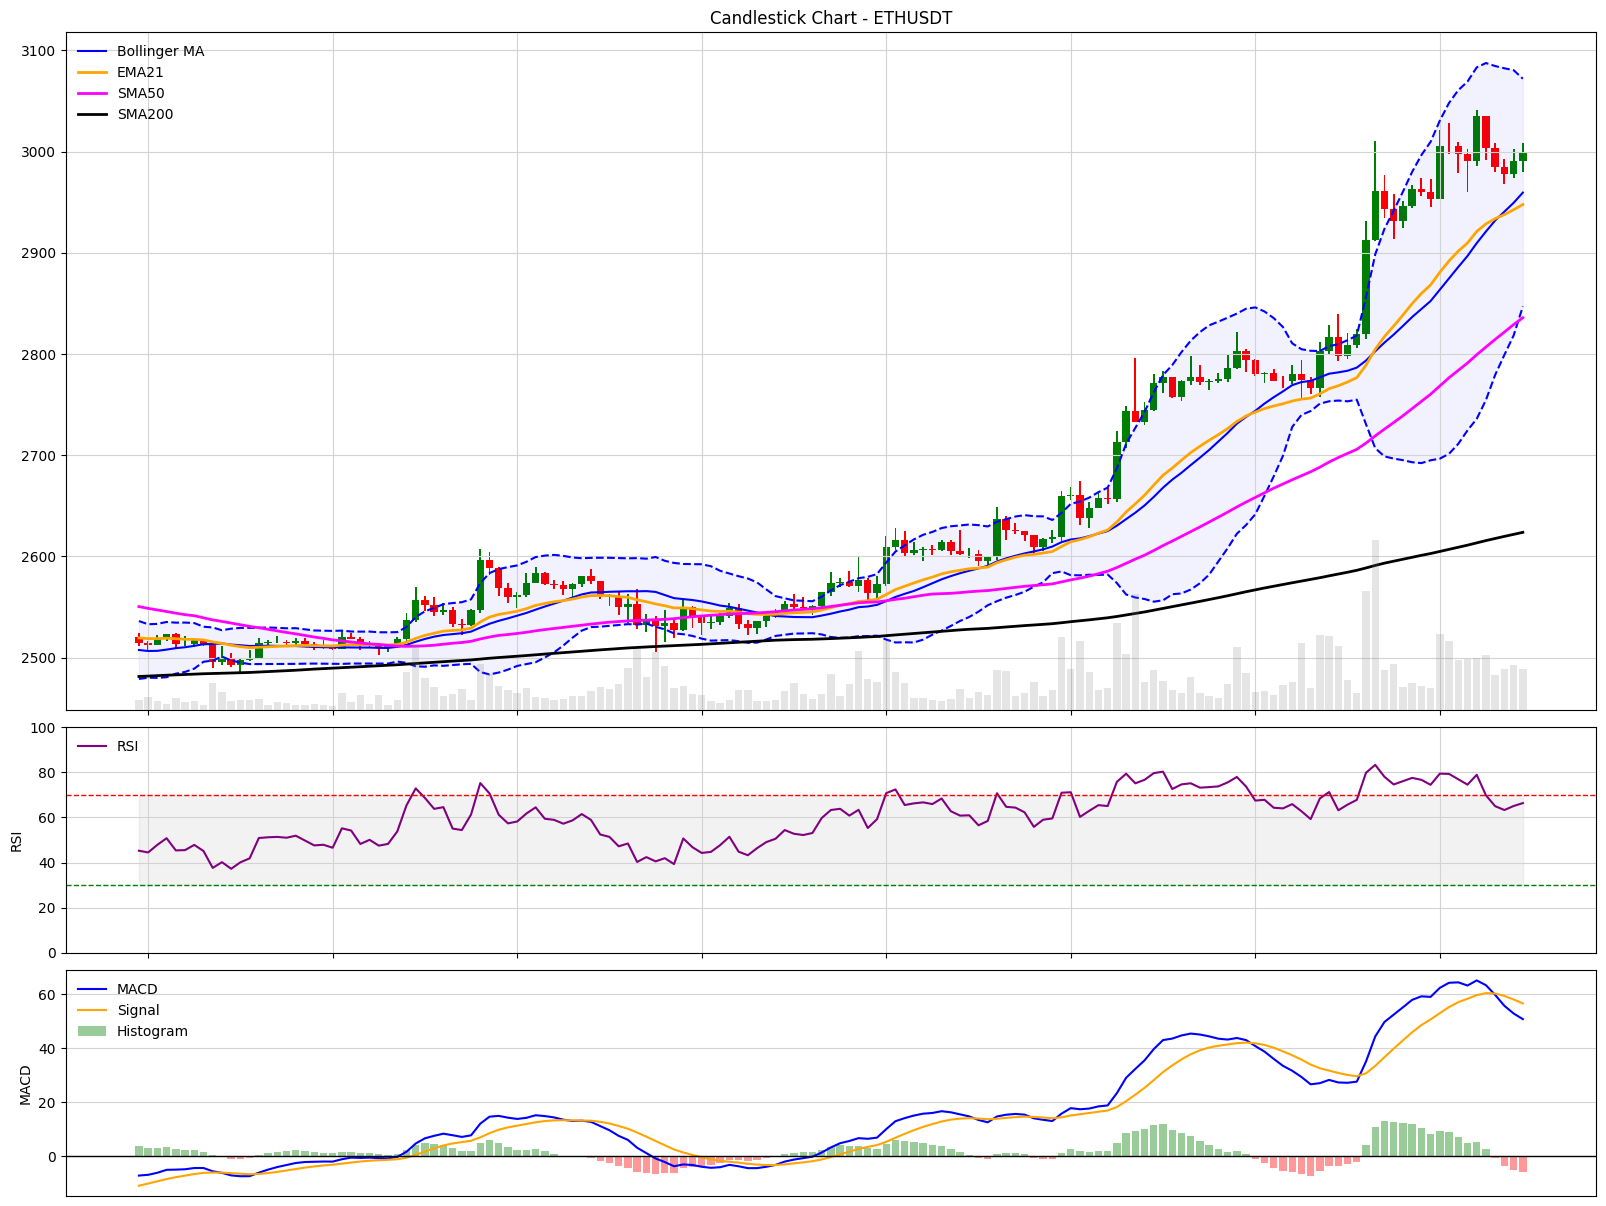 Candlestick Chart - ETHUSDT
Bollinger MA
EMA21
SMA50
SMA200
3100
3000
2900
2800
2700
2600
2500
RSI
100
80
60
40
20
0
RSI
MACD
Signal
Histogram
60
40
20
0
MACD